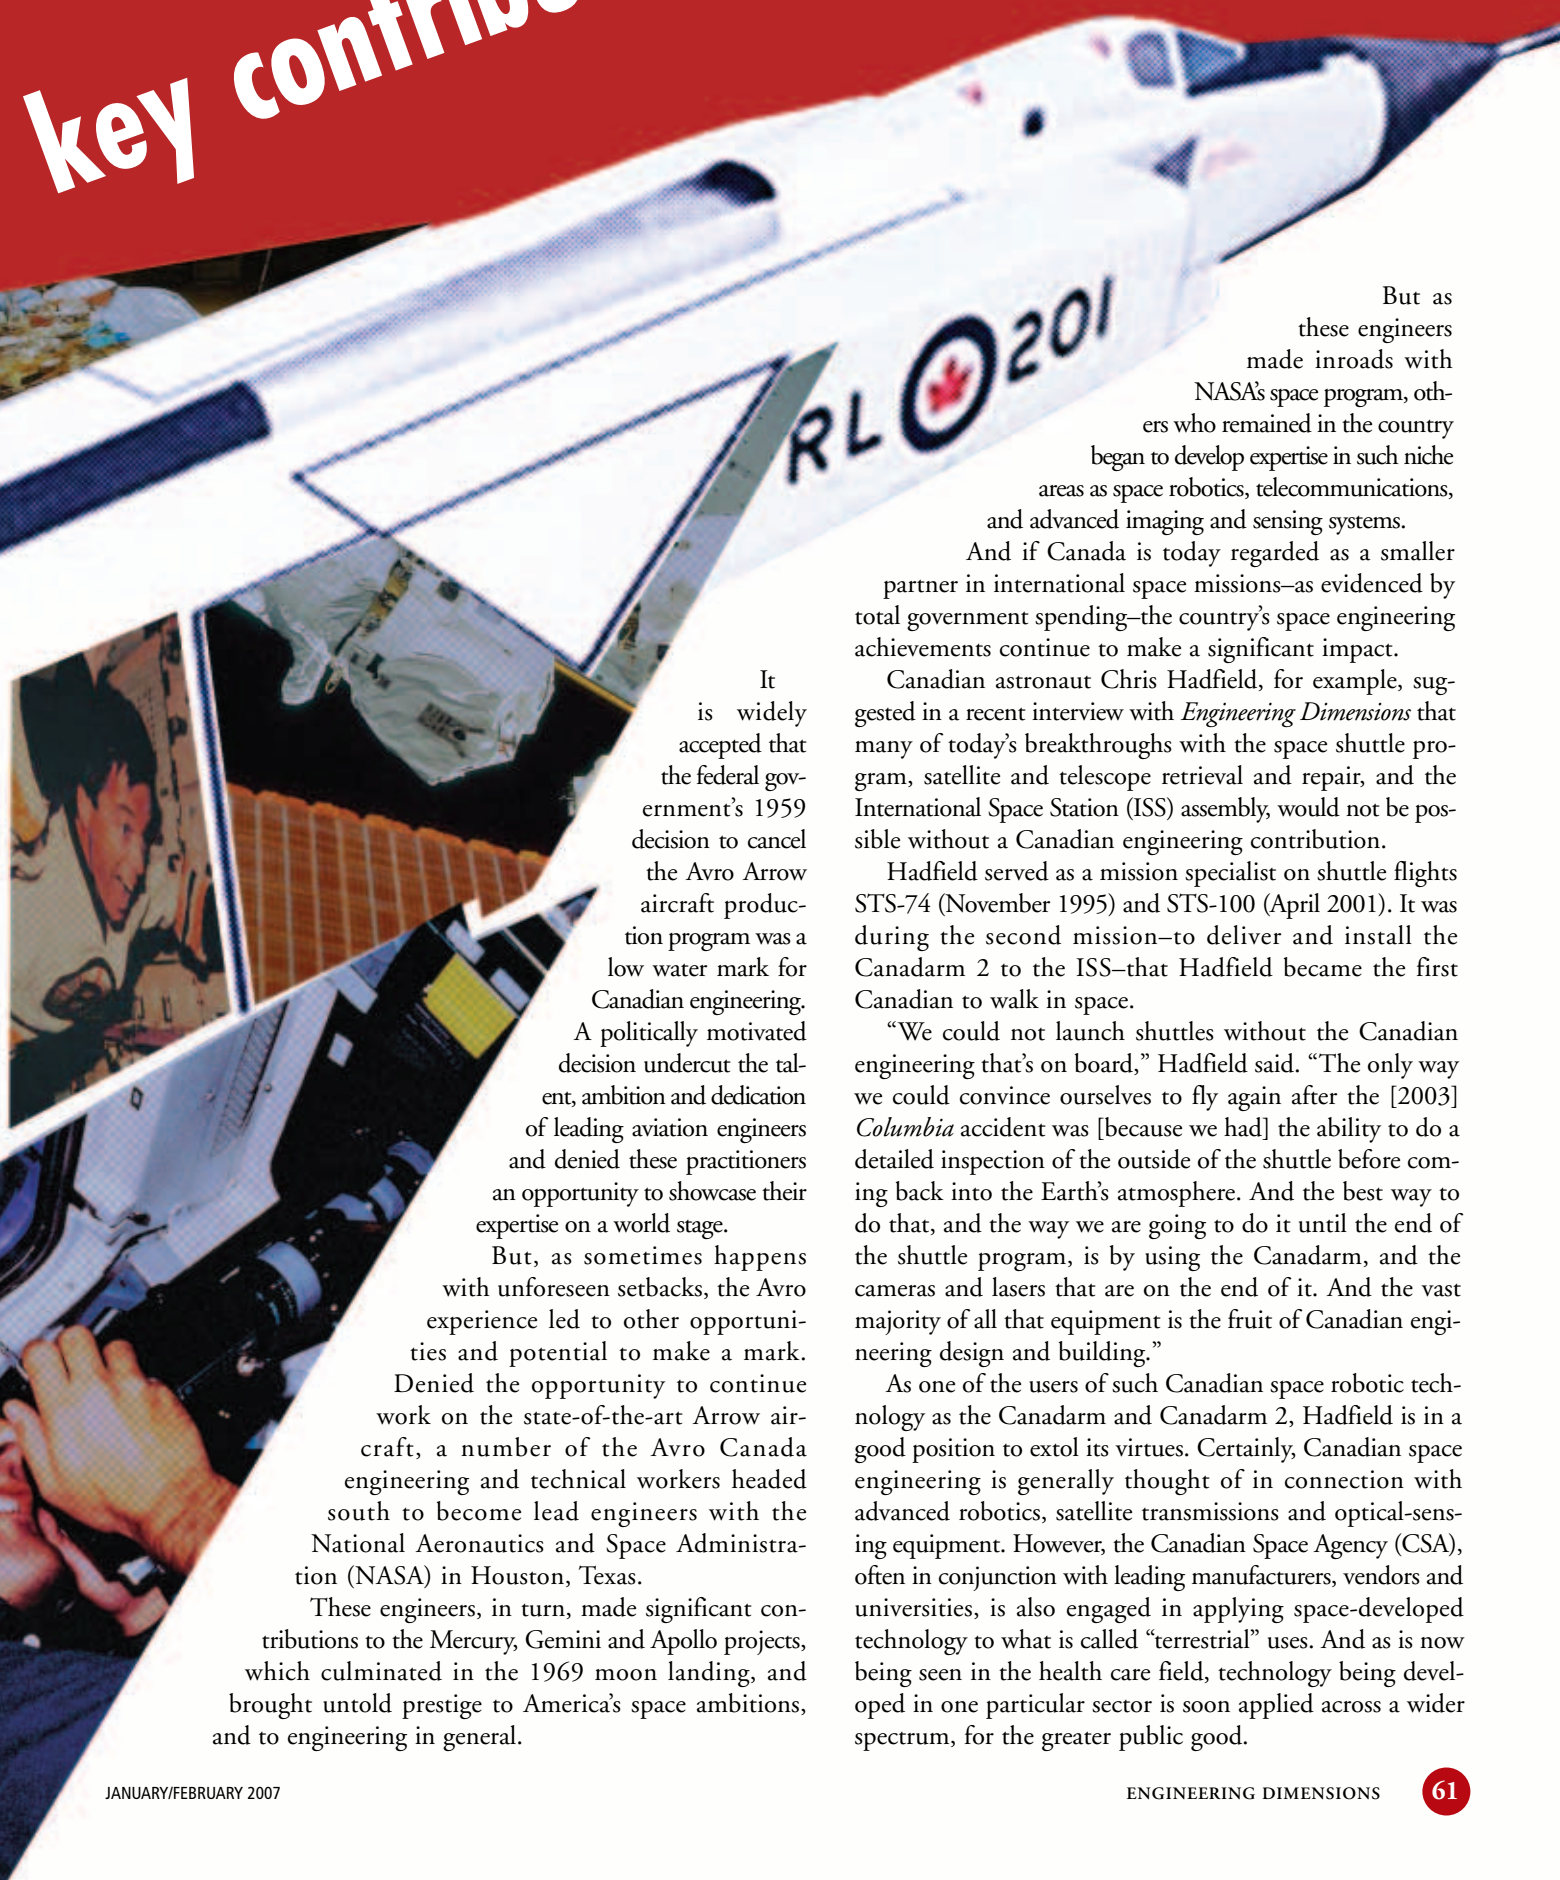 key
RL 201
It
is widely
accepted that
the federal gov-
ernment’s 1959
decision to cancel
the Avro Arrow
aircraft produc-
tion program was a
low water mark for
Canadian engineering.
A politically motivated
decision undercut the tal-
ent, ambition and dedication
of leading aviation engineers
and denied these practitioners
an opportunity to showcase their
expertise on a world stage.
But, as sometimes happens
with unforeseen setbacks, the Avro
experience led to other opportuni-
ties and potential to make a mark.
Denied the opportunity to continue
work on the state-of-the-art Arrow air-
craft, a number of the Avro Canada
engineering and technical workers headed
south to become lead engineers with the
National Aeronautics and Space Administra-
tion (NASA) in Houston, Texas.
These engineers, in turn, made significant con-
tributions to the Mercury, Gemini and Apollo projects,
which culminated in the 1969 moon landing, and
brought untold prestige to America’s space ambitions,
and to engineering in general.
But as
these engineers
made inroads with
NASA’s space program, oth-
ers who remained in the country
began to develop expertise in such niche
areas as space robotics, telecommunications,
and advanced imaging and sensing systems.
And if Canada is today regarded as a smaller
partner in international space missions–as evidenced by
total government spending–the country’s space engineering
achievements continue to make a significant impact.
Canadian astronaut Chris Hadfield, for example, sug-
gested in a recent interview with Engineering Dimensions that
many of today’s breakthroughs with the space shuttle pro-
gram, satellite and telescope retrieval and repair, and the
International Space Station (ISS) assembly, would not be pos-
sible without a Canadian engineering contribution.
Hadfield served as a mission specialist on shuttle flights
STS-74 (November 1995) and STS-100 (April 2001). It was
during the second mission–to deliver and install the
Canadarm 2 to the ISS–that Hadfield became the first
Canadian to walk in space.
“We could not launch shuttles without the Canadian
engineering that’s on board,” Hadfield said. “The only way
we could convince ourselves to fly again after the [2003]
Columbia accident was [because we had] the ability to do a
detailed inspection of the outside of the shuttle before com-
ing back into the Earth’s atmosphere. And the best way to
do that, and the way we are going to do it until the end of
the shuttle program, is by using the Canadarm, and the
cameras and lasers that are on the end of it. And the vast
majority of all that equipment is the fruit of Canadian engi-
neering design and building.”
As one of the users of such Canadian space robotic tech-
nology as the Canadarm and Canadarm 2, Hadfield is in a
good position to extol its virtues. Certainly, Canadian space
engineering is generally thought of in connection with
advanced robotics, satellite transmissions and optical-sens-
ing equipment. However, the Canadian Space Agency (CSA),
often in conjunction with leading manufacturers, vendors and
universities, is also engaged in applying space-developed
technology to what is called “terrestrial” uses. And as is now
being seen in the health care field, technology being devel-
oped in one particular sector is soon applied across a wider
spectrum, for the greater public good.
JANUARY/FEBRUARY 2007
ENGINEERING DIMENSIONS 61